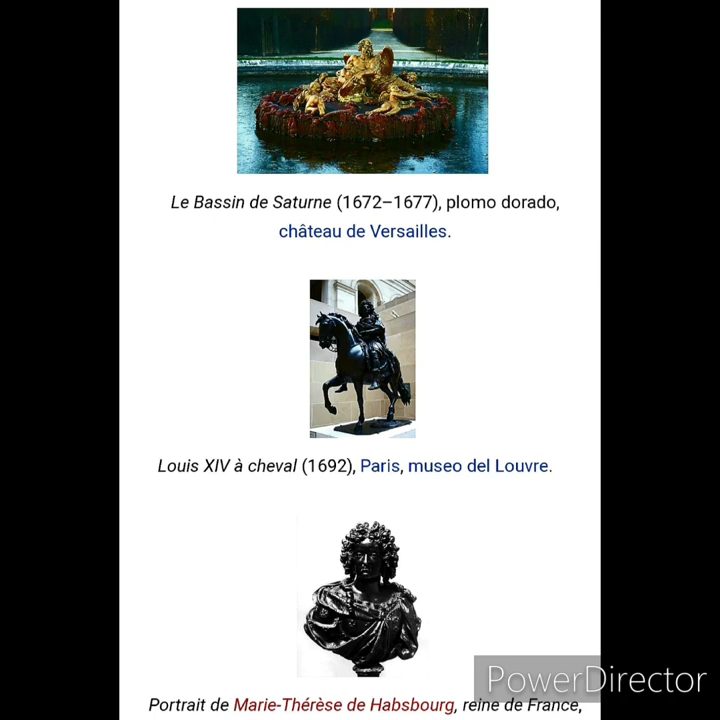 Le Bassin de Saturne (1672–1677), plomo dorado,
château de Versailles.
Louis XIV à cheval (1692), Paris, museo del Louvre.
Portrait de Marie-Thérèse de Habsbourg, reine de France,
PowerDirector